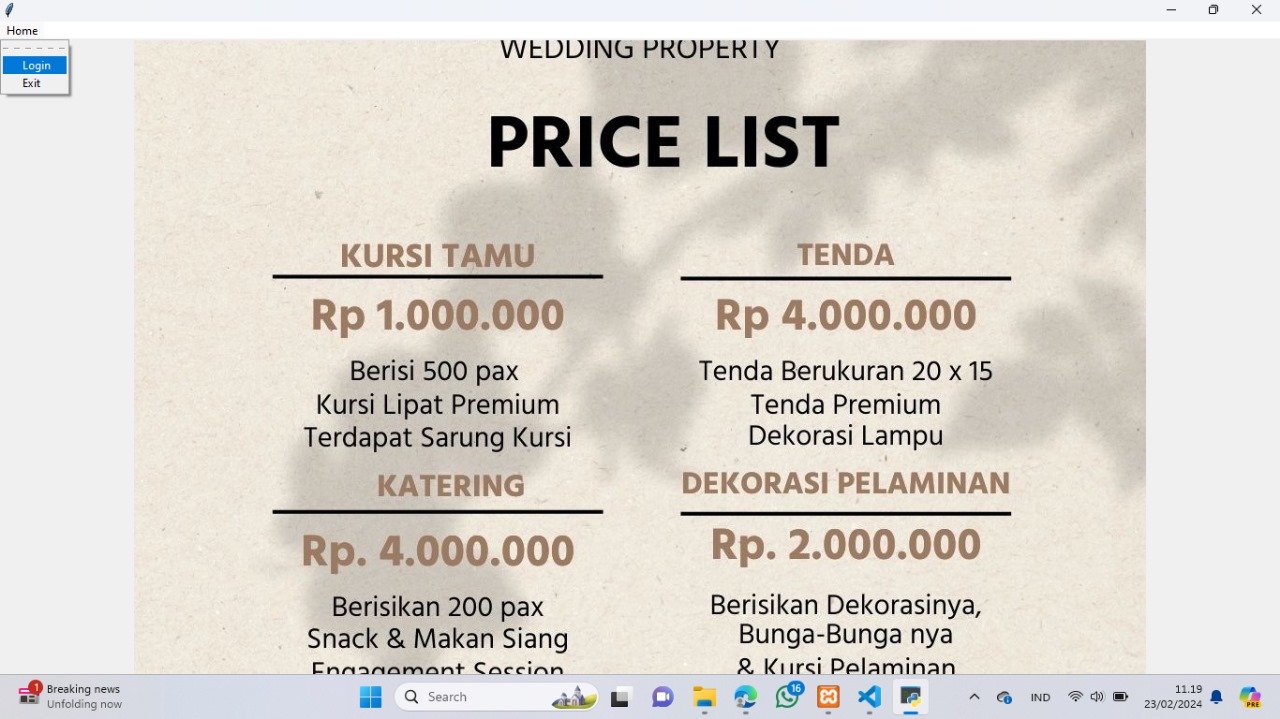 Home
Login
Exit
WEDDING PROPERTY
PRICE LIST
KURSI TAMU
Rp 1.000.000
Berisi 500 pax
Kursi Lipat Premium
Terdapat Sarung Kursi
TENDA
Rp 4.000.000
Tenda Berukuran 20 x 15
Tenda Premium
Dekorasi Lampu
KATERING
Rp. 4.000.000
Berisikan 200 pax
Snack & Makan Siang
Engagement Session
DEKORASI PELAMINAN
Rp. 2.000.000
Berisikan Dekorasinya,
Bunga-Bunga nya
& Kursi Pelaminan
1
Breaking news
Unfolding now
Search
16
IND
11.19
23/02/2024
PRE